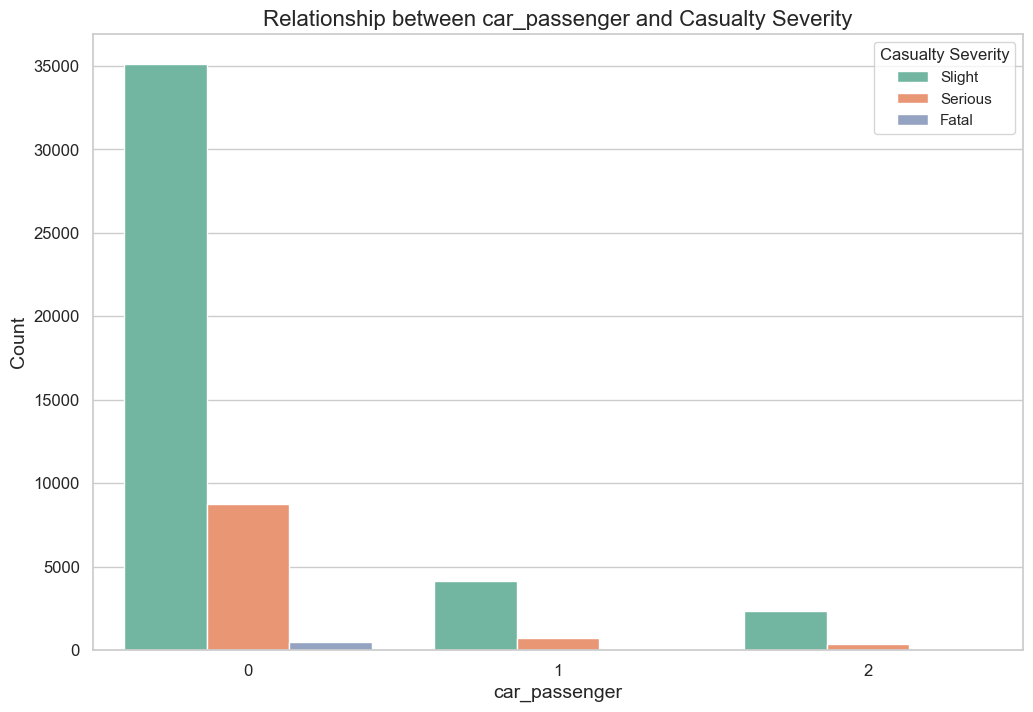 Relationship between car_passenger and Casualty Severity
Casualty Severity
Slight
Serious
Fatal
Count
35000
30000
25000
20000
15000
10000
5000
0
0 1 2
car_passenger